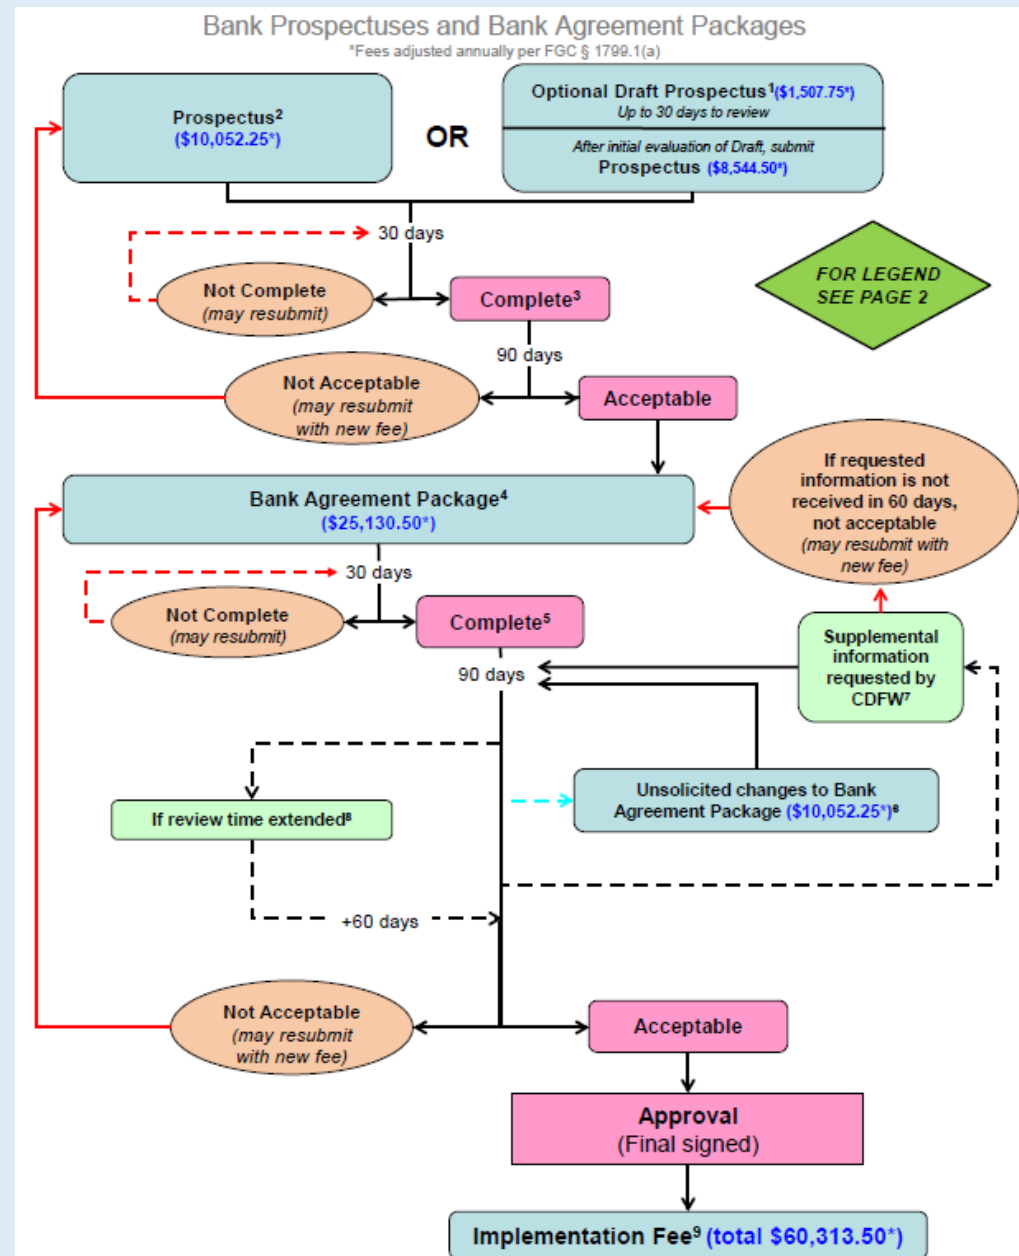 Bank Prospectuses and Bank Agreement Packages
*Fees adjusted annually per FGC § 1799.1(a)
Prospectus²
($10,052.25*)
OR
Optional Draft Prospectus¹($1,507.75*)
Up to 30 days to review
After initial evaluation of Draft, submit
Prospectus ($8,544.50*)
30 days
Not Complete
(may resubmit)
Complete³
FOR LEGEND
SEE PAGE 2
90 days
Not Acceptable
(may resubmit
with new fee)
Acceptable
If requested
information is not
received in 60 days,
not acceptable
(may resubmit with
new fee)
Bank Agreement Package⁴
($25,130.50*)
30 days
Not Complete
(may resubmit)
Complete⁵
Supplemental
information
requested by
CDFW⁷
90 days
Unsolicited changes to Bank
Agreement Package ($10,052.25*)⁶
If review time extended⁸
+60 days
Not Acceptable
(may resubmit
with new fee)
Acceptable
Approval
(Final signed)
Implementation Fee⁹ (total $60,313.50*)